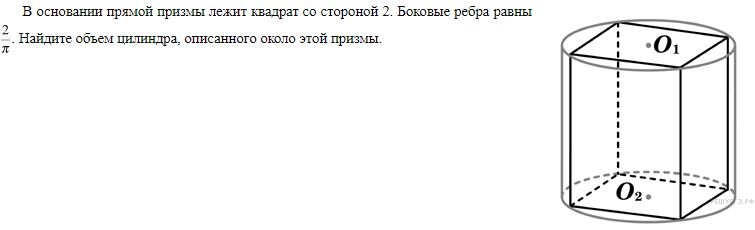 В основании прямой призмы лежит квадрат со стороной 2. Боковые ребра равны
2/π. Найдите объем цилиндра, описанного около этой призмы.
O₁
O₂